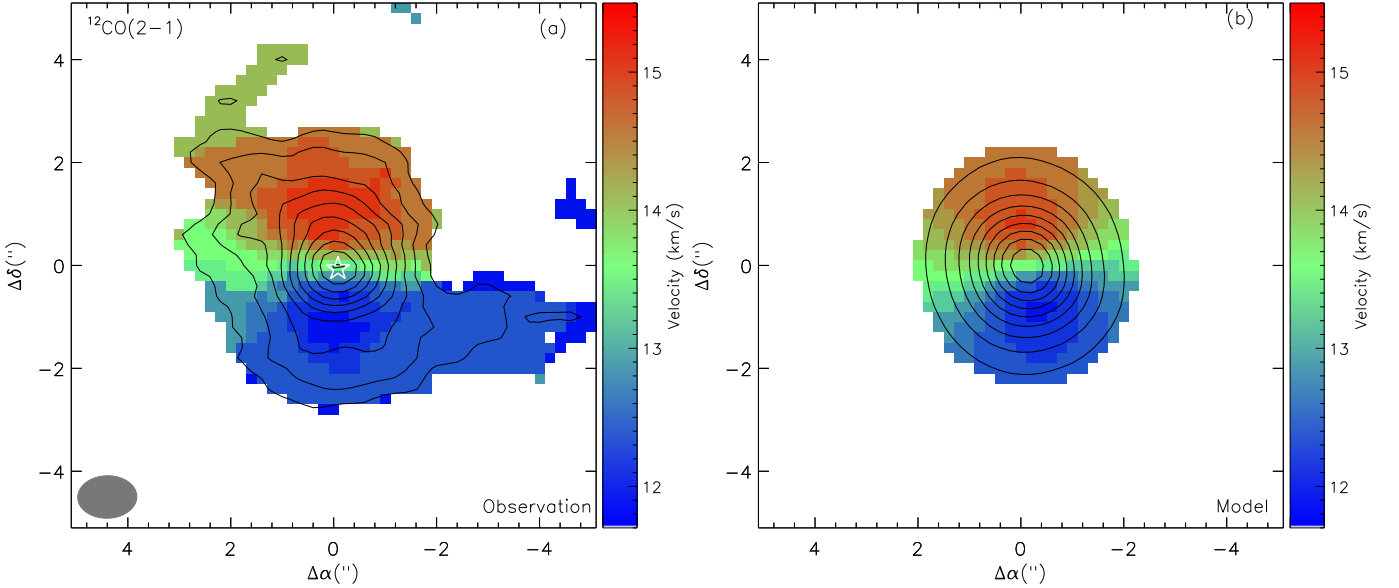 ¹²CO(2−1)
(a)
4
2
0
−2
−4
Δδ('')
4
2
0
−2
−4
Δα('')
Observation
15
14
13
12
Velocity (km/s)
(b)
4
2
0
−2
−4
Δδ('')
4
2
0
−2
−4
Δα('')
Model
15
14
13
12
Velocity (km/s)